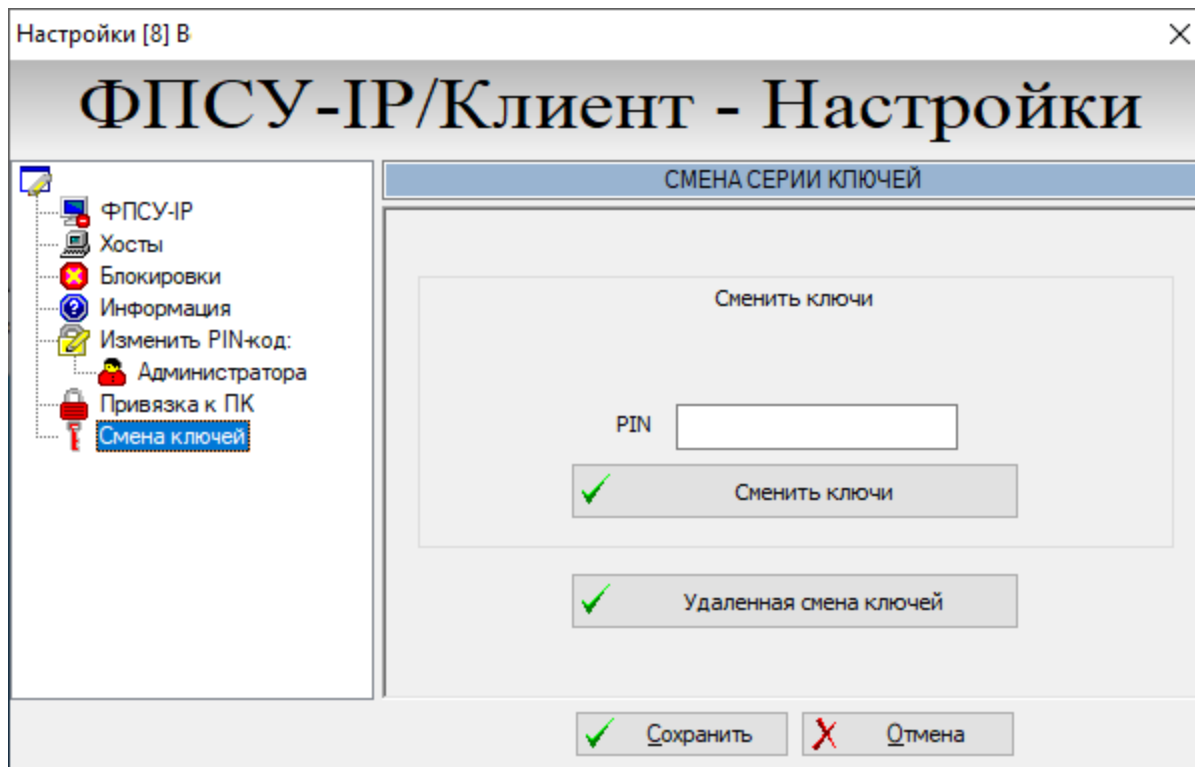 Настройки [8] В
ФПСУ-IP/Клиент - Настройки
ФПСУ-IP
Хосты
Блокировки
Информация
Изменить PIN-код:
Администратора
Привязка к ПК
Смена ключей
СМЕНА СЕРИИ КЛЮЧЕЙ
Сменить ключи
PIN
Сменить ключи
Удаленная смена ключей
Сохранить
Отмена